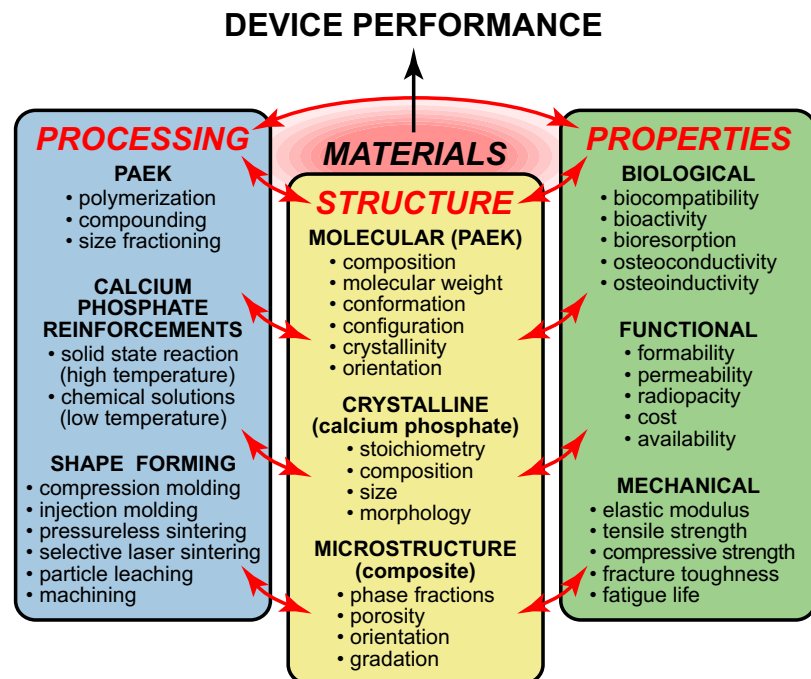 DEVICE PERFORMANCE
PROCESSING
PAEK
• polymerization
• compounding
• size fractioning
CALCIUM
PHOSPHATE
REINFORCEMENTS
• solid state reaction
(high temperature)
• chemical solutions
(low temperature)
SHAPE FORMING
• compression molding
• injection molding
• pressureless sintering
• selective laser sintering
• particle leaching
• machining
MATERIALS
STRUCTURE
MOLECULAR (PAEK)
• composition
• molecular weight
• conformation
• configuration
• crystallinity
• orientation
CRYSTALLINE
(calcium phosphate)
• stoichiometry
• composition
• size
• morphology
MICROSTRUCTURE
(composite)
• phase fractions
• porosity
• orientation
• gradation
PROPERTIES
BIOLOGICAL
• biocompatibility
• bioactivity
• bioresorption
• osteoconductivity
• osteoinductivity
FUNCTIONAL
• formability
• permeability
• radiopacity
• cost
• availability
MECHANICAL
• elastic modulus
• tensile strength
• compressive strength
• fracture toughness
• fatigue life